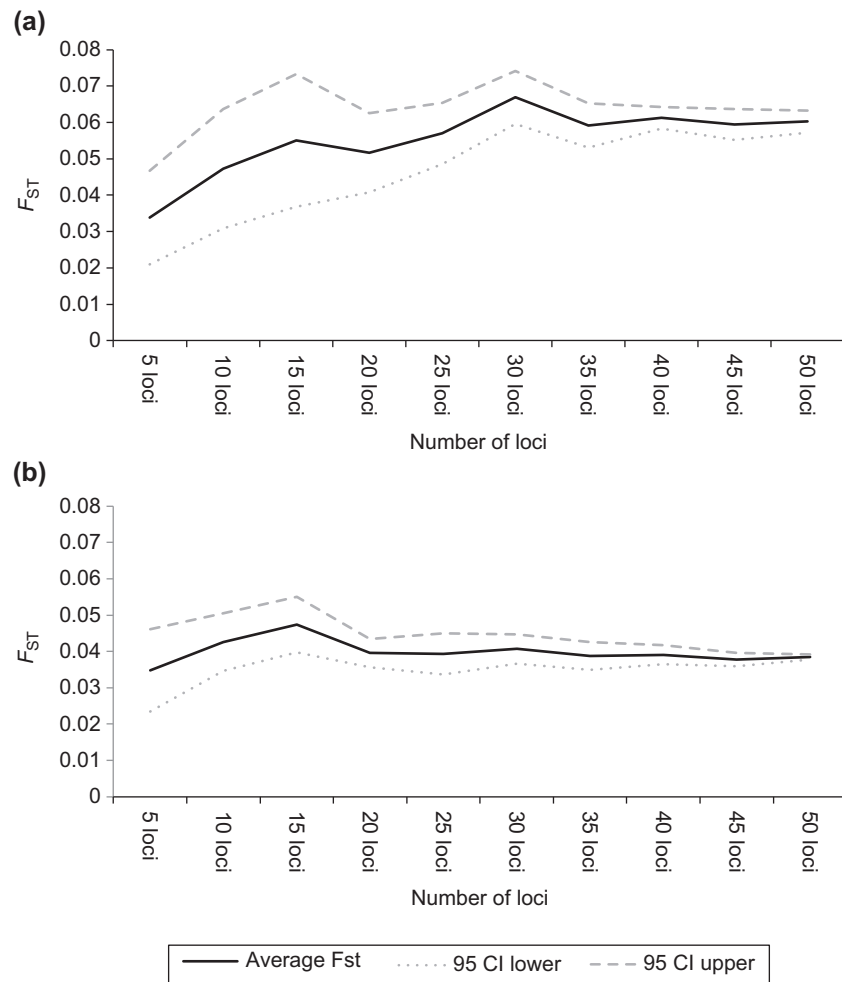 (a)
0.08
0.07
0.06
0.05
0.04
0.03
0.02
0.01
0
F_ST
5 loci
10 loci
15 loci
20 loci
25 loci
30 loci
35 loci
40 loci
45 loci
50 loci
Number of loci
(b)
0.08
0.07
0.06
0.05
0.04
0.03
0.02
0.01
0
F_ST
5 loci
10 loci
15 loci
20 loci
25 loci
30 loci
35 loci
40 loci
45 loci
50 loci
Number of loci
Average Fst 95 CI lower 95 CI upper